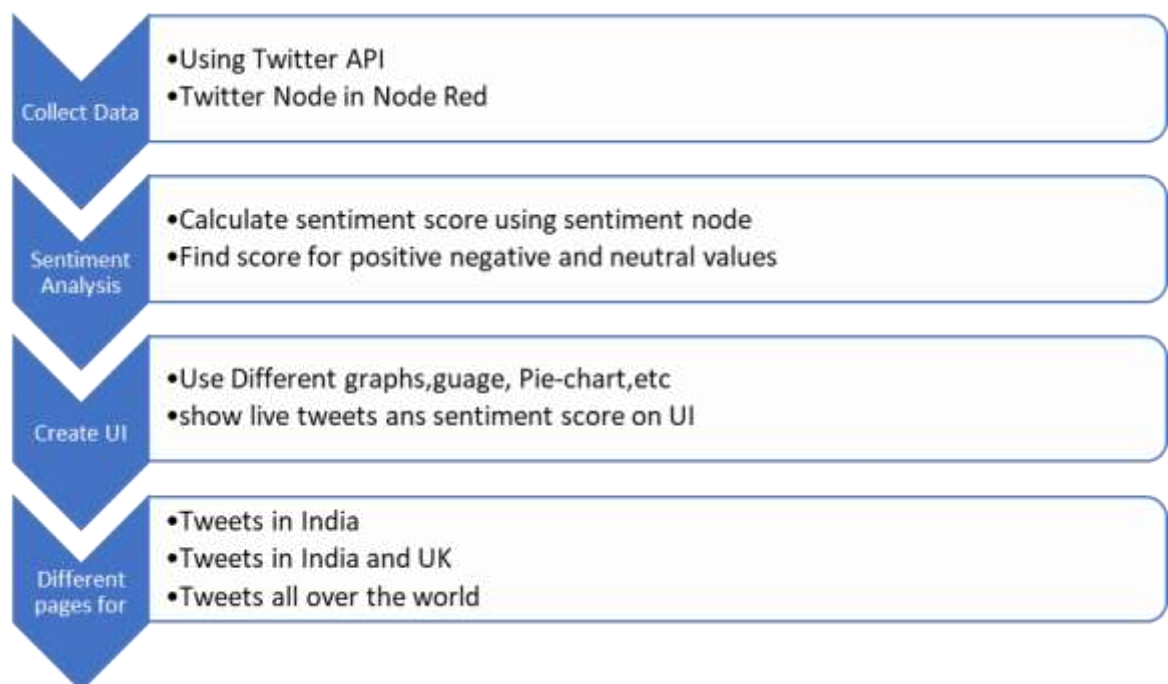 Collect Data
•Using Twitter API
•Twitter Node in Node Red
Sentiment
Analysis
•Calculate sentiment score using sentiment node
•Find score for positive negative and neutral values
Create UI
•Use Different graphs,guage, Pie-chart,etc
•show live tweets ans sentiment score on UI
Different
pages for
•Tweets in India
•Tweets in India and UK
•Tweets all over the world